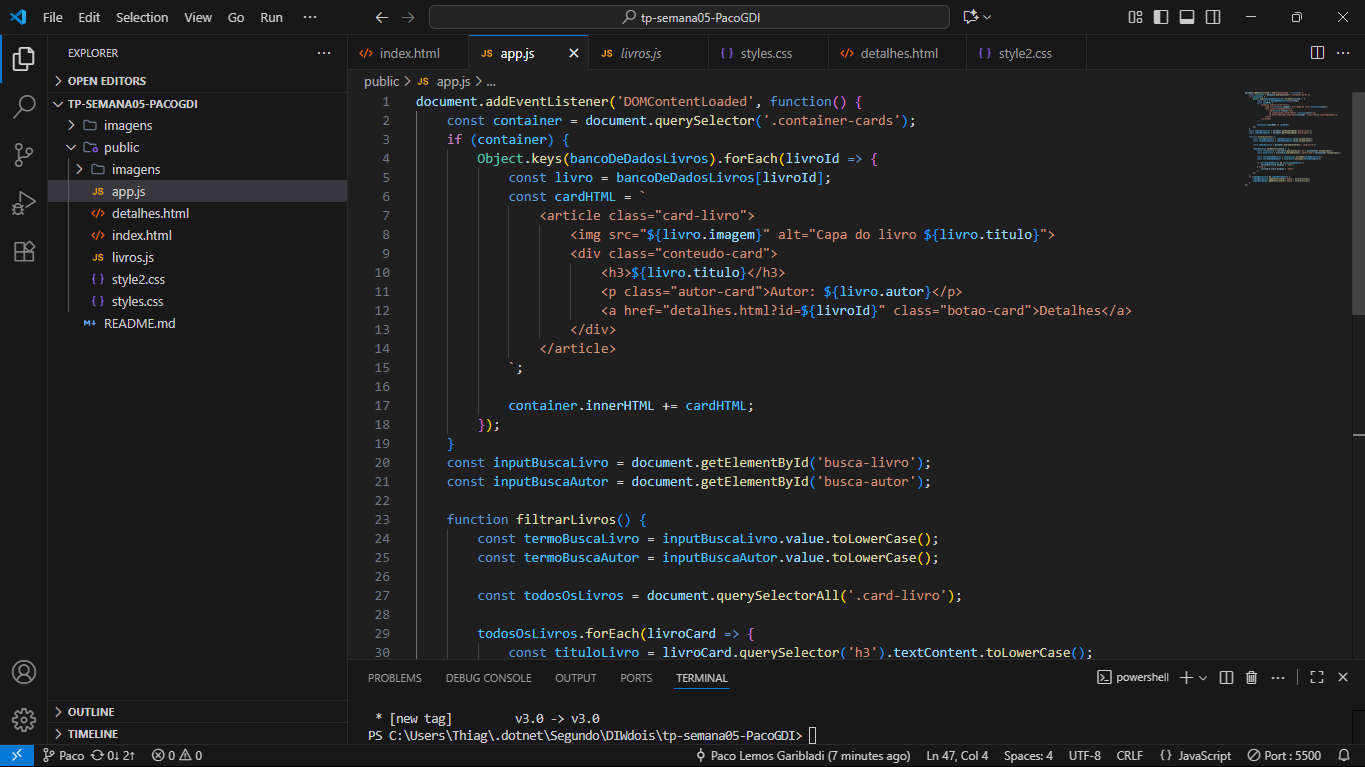 File Edit Selection View Go Run ··· tp-semana05-PacoGDI
EXPLORER ···
OPEN EDITORS
TP-SEMANA05-PACOGDI
imagens
public
imagens
JS app.js
<> detalhes.html
<> index.html
JS livros.js
{ } style2.css
{ } styles.css
README.md
OUTLINE
TIMELINE
<> index.html JS app.js JS livros.js { } styles.css <> detalhes.html { } style2.css ···
public > JS app.js > ...
1 document.addEventListener('DOMContentLoaded', function() {
2 const container = document.querySelector('.container-cards');
3 if (container) {
4 Object.keys(bancoDeDadosLivros).forEach(livroId => {
5 const livro = bancoDeDadosLivros[livroId];
6 const cardHTML = `
7 <article class="card-livro">
8 <img src="${livro.imagem}" alt="Capa do livro ${livro.titulo}">
9 <div class="conteudo-card">
10 <h3>${livro.titulo}</h3>
11 <p class="autor-card">Autor: ${livro.autor}</p>
12 <a href="detalhes.html?id=${livroId}" class="botao-card">Detalhes</a>
13 </div>
14 </article>
15 `;
16
17 container.innerHTML += cardHTML;
18 });
19 }
20 const inputBuscaLivro = document.getElementById('busca-livro');
21 const inputBuscaAutor = document.getElementById('busca-autor');
22
23 function filtrarLivros() {
24 const termoBuscaLivro = inputBuscaLivro.value.toLowerCase();
25 const termoBuscaAutor = inputBuscaAutor.value.toLowerCase();
26
27 const todosOsLivros = document.querySelectorAll('.card-livro');
28
29 todosOsLivros.forEach(livroCard => {
30 const tituloLivro = livroCard.querySelector('h3').textContent.toLowerCase();
PROBLEMS DEBUG CONSOLE OUTPUT PORTS TERMINAL powershell ···
* [new tag] v3.0 -> v3.0
PS C:\Users\Thiag\.dotnet\Segundo\DIWdois\tp-semana05-PacoGDI>
Paco 0↓ 2↑ 0 0 Paco Lemos Garibladi (7 minutes ago) Ln 47, Col 4 Spaces: 4 UTF-8 CRLF { } JavaScript Port : 5500